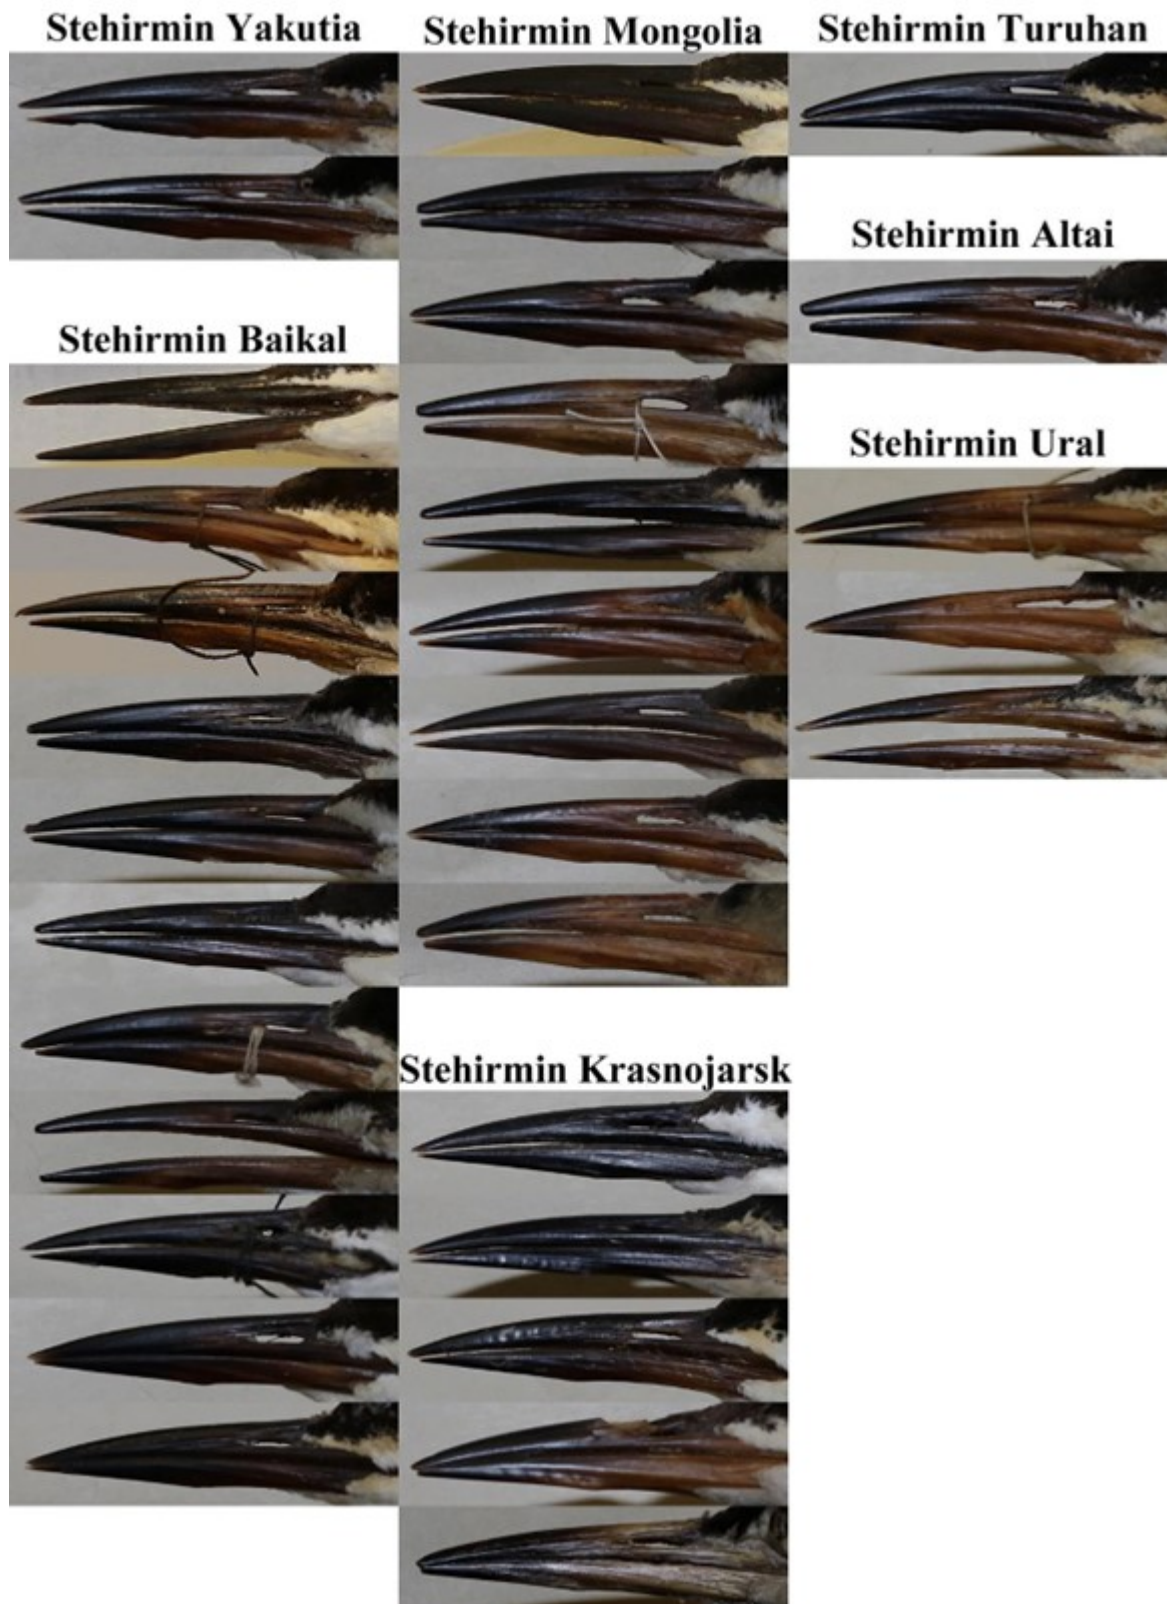 Stehirmin Yakutia
Stehirmin Mongolia
Stehirmin Turuhan
Stehirmin Altai
Stehirmin Baikal
Stehirmin Ural
Stehirmin Krasnojarsk